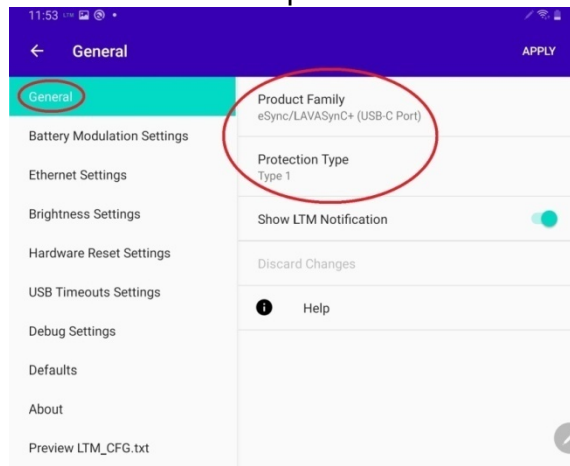 11:53 LTM
General
APPLY
General
Battery Modulation Settings
Ethernet Settings
Brightness Settings
Hardware Reset Settings
USB Timeouts Settings
Debug Settings
Defaults
About
Preview LTM_CFG.txt
Product Family
eSync/LAVASynC+ (USB-C Port)
Protection Type
Type 1
Show LTM Notification
Discard Changes
Help